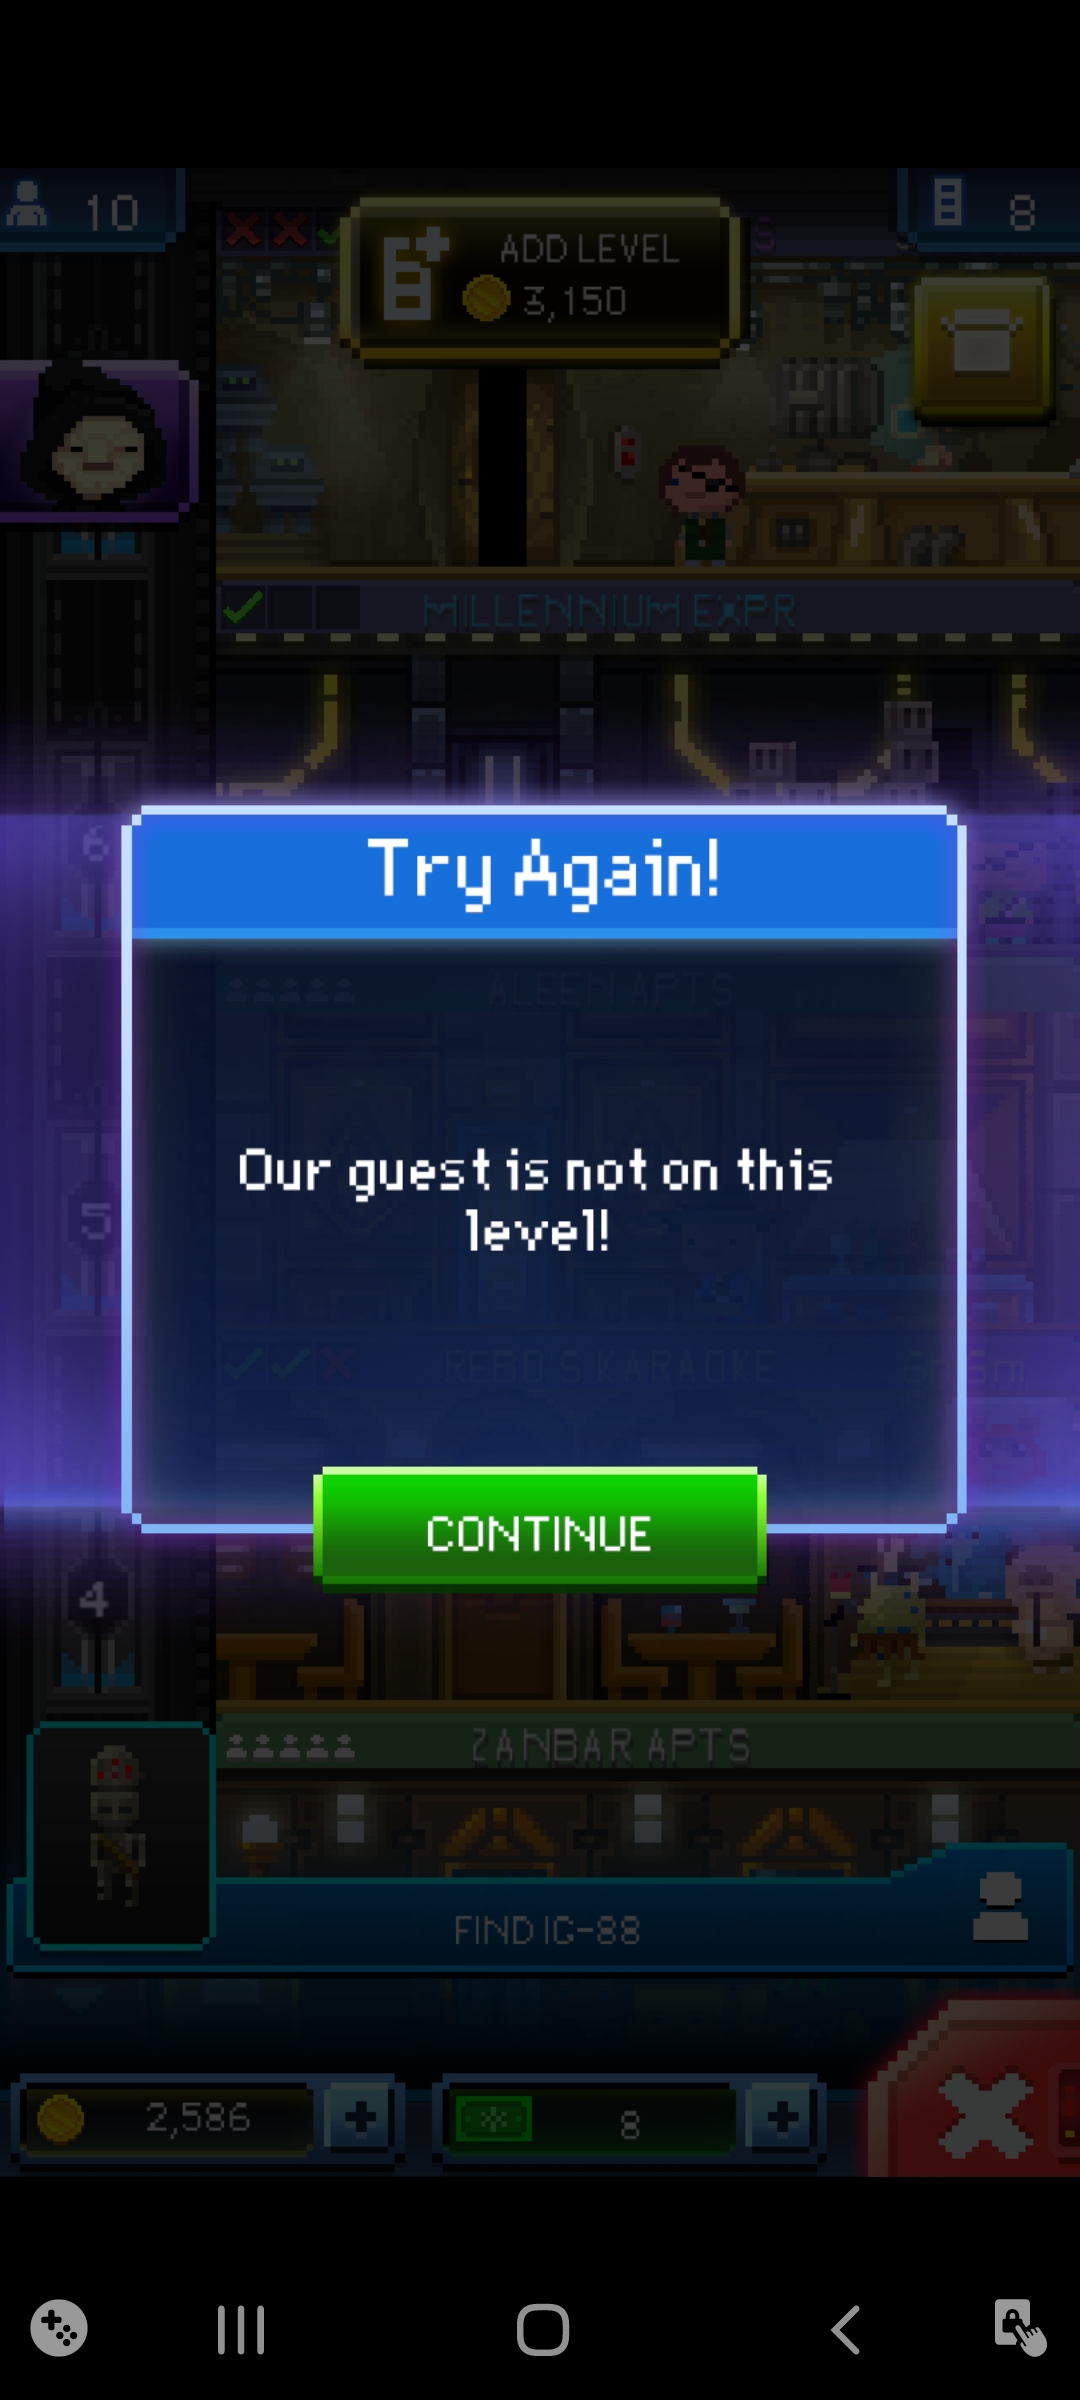 10
ADD LEVEL
3,150
8
MILLENNIUM EXPR
6
Try Again!
ALEEN APTS
Our guest is not on this
level!
5
REBO'S KARAOKE
CONTINUE
4
ZANBAR APTS
FIND IG-88
2,586
8